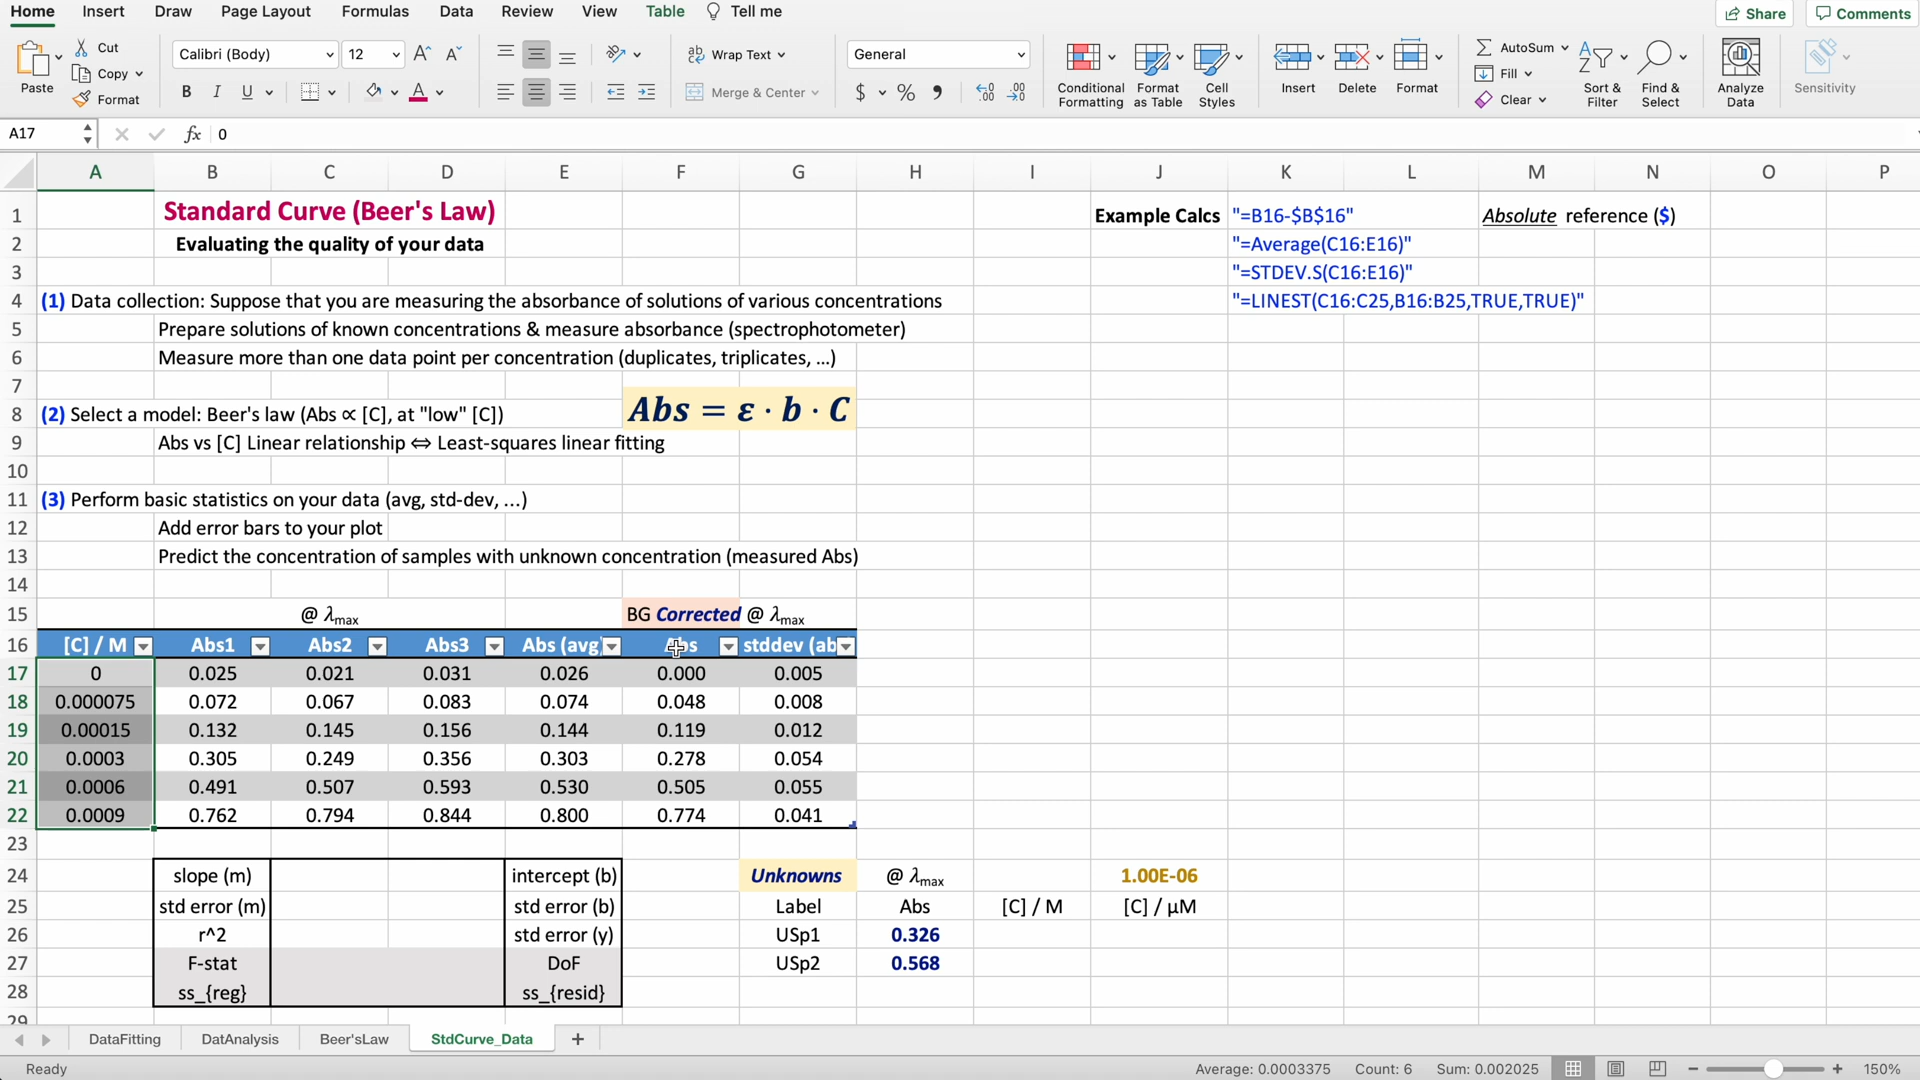 Home Insert Draw Page Layout Formulas Data Review View Table Tell me Share Comments
Paste Cut Copy Format
Calibri (Body) 12 B I U A
Wrap Text Merge & Center
General $ %
Conditional Formatting Format as Table Cell Styles
Insert Delete Format
AutoSum Fill Clear
Sort & Filter Find & Select Analyze Data Sensitivity
A17 fx 0
A B C D E F G H I J K L M N O P
1 Standard Curve (Beer's Law) Example Calcs "=B16-$B$16" Absolute reference ($)
2 Evaluating the quality of your data "=Average(C16:E16)"
3 "=STDEV.S(C16:E16)"
4 (1) Data collection: Suppose that you are measuring the absorbance of solutions of various concentrations "=LINEST(C16:C25,B16:B25,TRUE,TRUE)"
5 Prepare solutions of known concentrations & measure absorbance (spectrophotometer)
6 Measure more than one data point per concentration (duplicates, triplicates, ...)
7
8 (2) Select a model: Beer's law (Abs ∝ [C], at "low" [C]) Abs = ε · b · C
9 Abs vs [C] Linear relationship ⇔ Least-squares linear fitting
10
11 (3) Perform basic statistics on your data (avg, std-dev, ...)
12 Add error bars to your plot
13 Predict the concentration of samples with unknown concentration (measured Abs)
14
15 @ λmax BG Corrected @ λmax
16 [C] / M Abs1 Abs2 Abs3 Abs (avg) Abs stddev (ab
17 0 0.025 0.021 0.031 0.026 0.000 0.005
18 0.000075 0.072 0.067 0.083 0.074 0.048 0.008
19 0.00015 0.132 0.145 0.156 0.144 0.119 0.012
20 0.0003 0.305 0.249 0.356 0.303 0.278 0.054
21 0.0006 0.491 0.507 0.593 0.530 0.505 0.055
22 0.0009 0.762 0.794 0.844 0.800 0.774 0.041
23
24 slope (m) intercept (b) Unknowns @ λmax 1.00E-06
25 std error (m) std error (b) Label Abs [C] / M [C] / µM
26 r^2 std error (y) USp1 0.326
27 F-stat DoF USp2 0.568
28 ss_{reg} ss_{resid}
29
DataFitting DatAnalysis Beer'sLaw StdCurve_Data +
Ready Average: 0.0003375 Count: 6 Sum: 0.002025 − + 150%